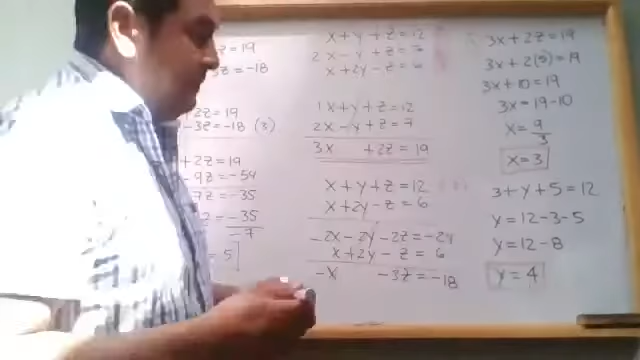 z=19
3z=-18
2z=19
-3z=-18 (3)
+2z=19
-9z=-54
7z=-35
z=-35
-7
=5
x+y+z=12
2x-y+z=7
x+2y-z=6
1x+y+z=12
2x-y+z=7
3x +2z=19
x+y+z=12
x+2y-z=6
-2x-2y-2z=-24
x+2y-z=6
-x -3z=-18
3x+2z=19
3x+2(5)=19
3x+10=19
3x=19-10
x=9
3
x=3
3+y+5=12
y=12-3-5
y=12-8
y=4